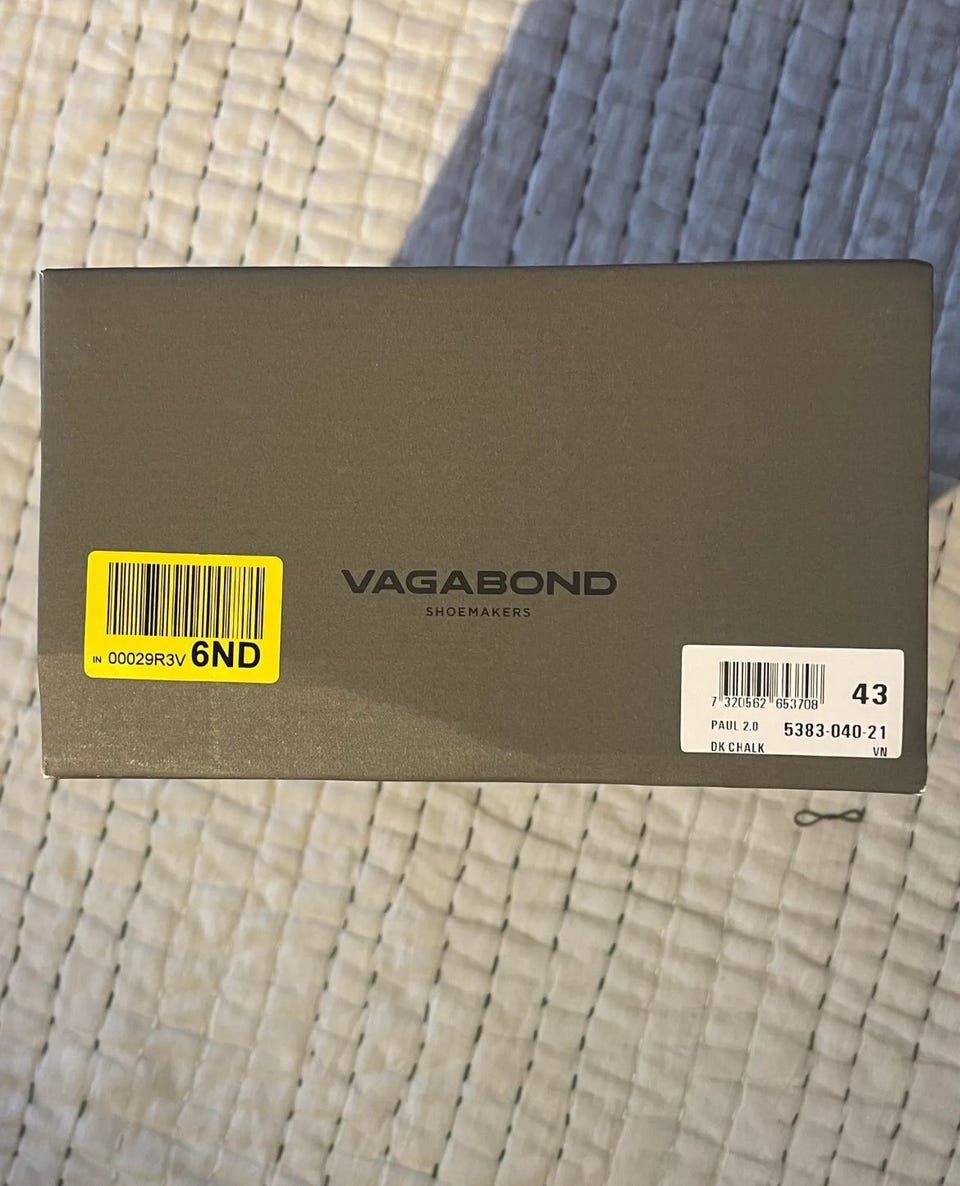 VAGABOND
SHOEMAKERS
IN 00029R3V 6ND
7 320562 653708
43
PAUL 2.0 5383-040-21
DK CHALK VN